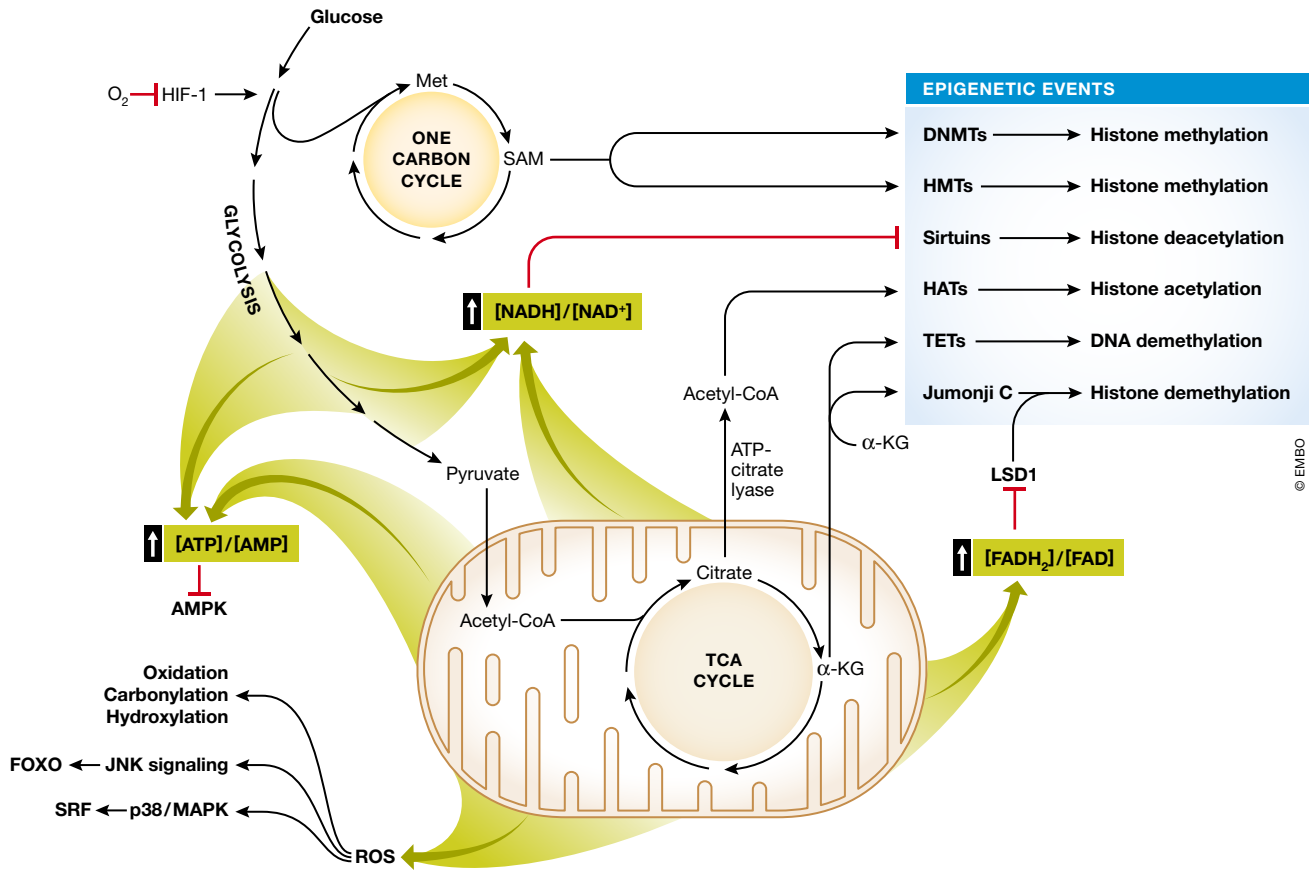 Glucose
O₂
HIF-1
Met
ONE
CARBON
CYCLE
SAM
GLYCOLYSIS
EPIGENETIC EVENTS
DNMTs
Histone methylation
HMTs
Histone methylation
Sirtuins
Histone deacetylation
HATs
Histone acetylation
TETs
DNA demethylation
Jumonji C
Histone demethylation
[NADH]/[NAD⁺]
Acetyl-CoA
α-KG
ATP-
citrate
lyase
LSD1
© EMBO
Pyruvate
[ATP]/[AMP]
AMPK
[FADH₂]/[FAD]
Citrate
Acetyl-CoA
TCA
CYCLE
α-KG
Oxidation
Carbonylation
Hydroxylation
FOXO
JNK signaling
SRF
p38/MAPK
ROS